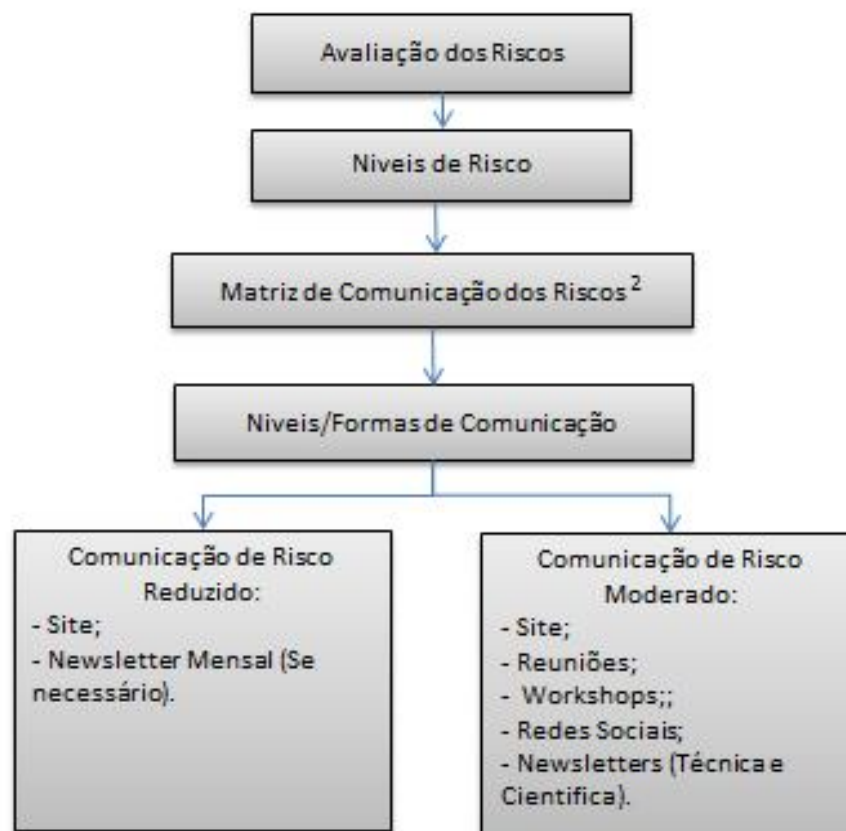 Avaliação dos Riscos
Niveis de Risco
Matriz de Comunicação dos Riscos ²
Niveis/Formas de Comunicação
Comunicação de Risco
Reduzido:
- Site;
- Newsletter Mensal (Se
necessário).
Comunicação de Risco
Moderado:
- Site;
- Reuniões;
- Workshops;;
- Redes Sociais;
- Newsletters (Técnica e
Cientifica).